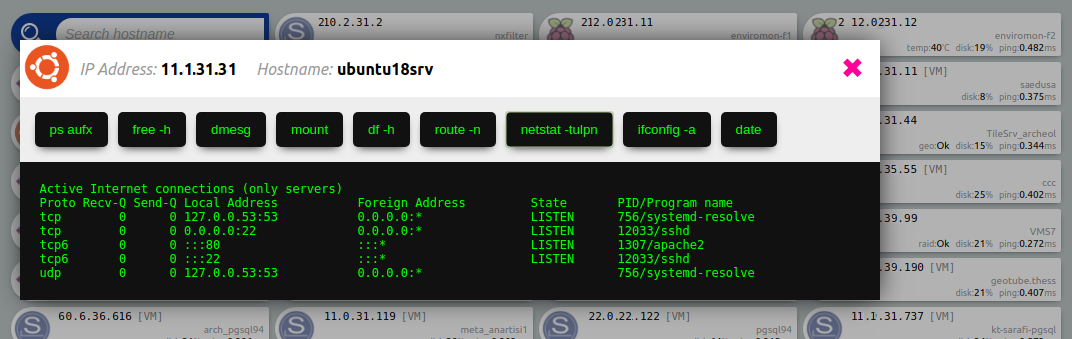 Search hostname
210.2.31.2
nxfilter
212.0.231.11
enviromon-f1
2 12.0.231.12
enviromon-f2
temp:40°C disk:19% ping:0.482ms
IP Address: 11.1.31.31 Hostname: ubuntu18srv
.31.11 [VM]
saedusa
disk:8% ping:0.375ms
ps aufx free -h dmesg mount df -h route -n netstat -tulpn ifconfig -a date
.31.44
TileSrv_archeol
geo:Ok disk:15% ping:0.344ms
.35.55 [VM]
ccc
disk:25% ping:0.402ms
Active Internet connections (only servers)
Proto Recv-Q Send-Q Local Address Foreign Address State PID/Program name
tcp 0 0 127.0.0.53:53 0.0.0.0:* LISTEN 756/systemd-resolve
tcp 0 0 0.0.0.0:22 0.0.0.0:* LISTEN 12033/sshd
tcp6 0 0 :::80 :::* LISTEN 1307/apache2
tcp6 0 0 :::22 :::* LISTEN 12033/sshd
udp 0 0 127.0.0.53:53 0.0.0.0:* 756/systemd-resolve
.39.99
VMS7
raid:Ok disk:21% ping:0.272ms
.39.190 [VM]
geotube.thess
disk:21% ping:0.407ms
60.6.36.616 [VM]
arch_pgsql94
11.0.31.119 [VM]
meta_anartisi1
22.0.22..122 [VM]
pgsql94
11.1.31.737 [VM]
kt-sarafi-pgsql